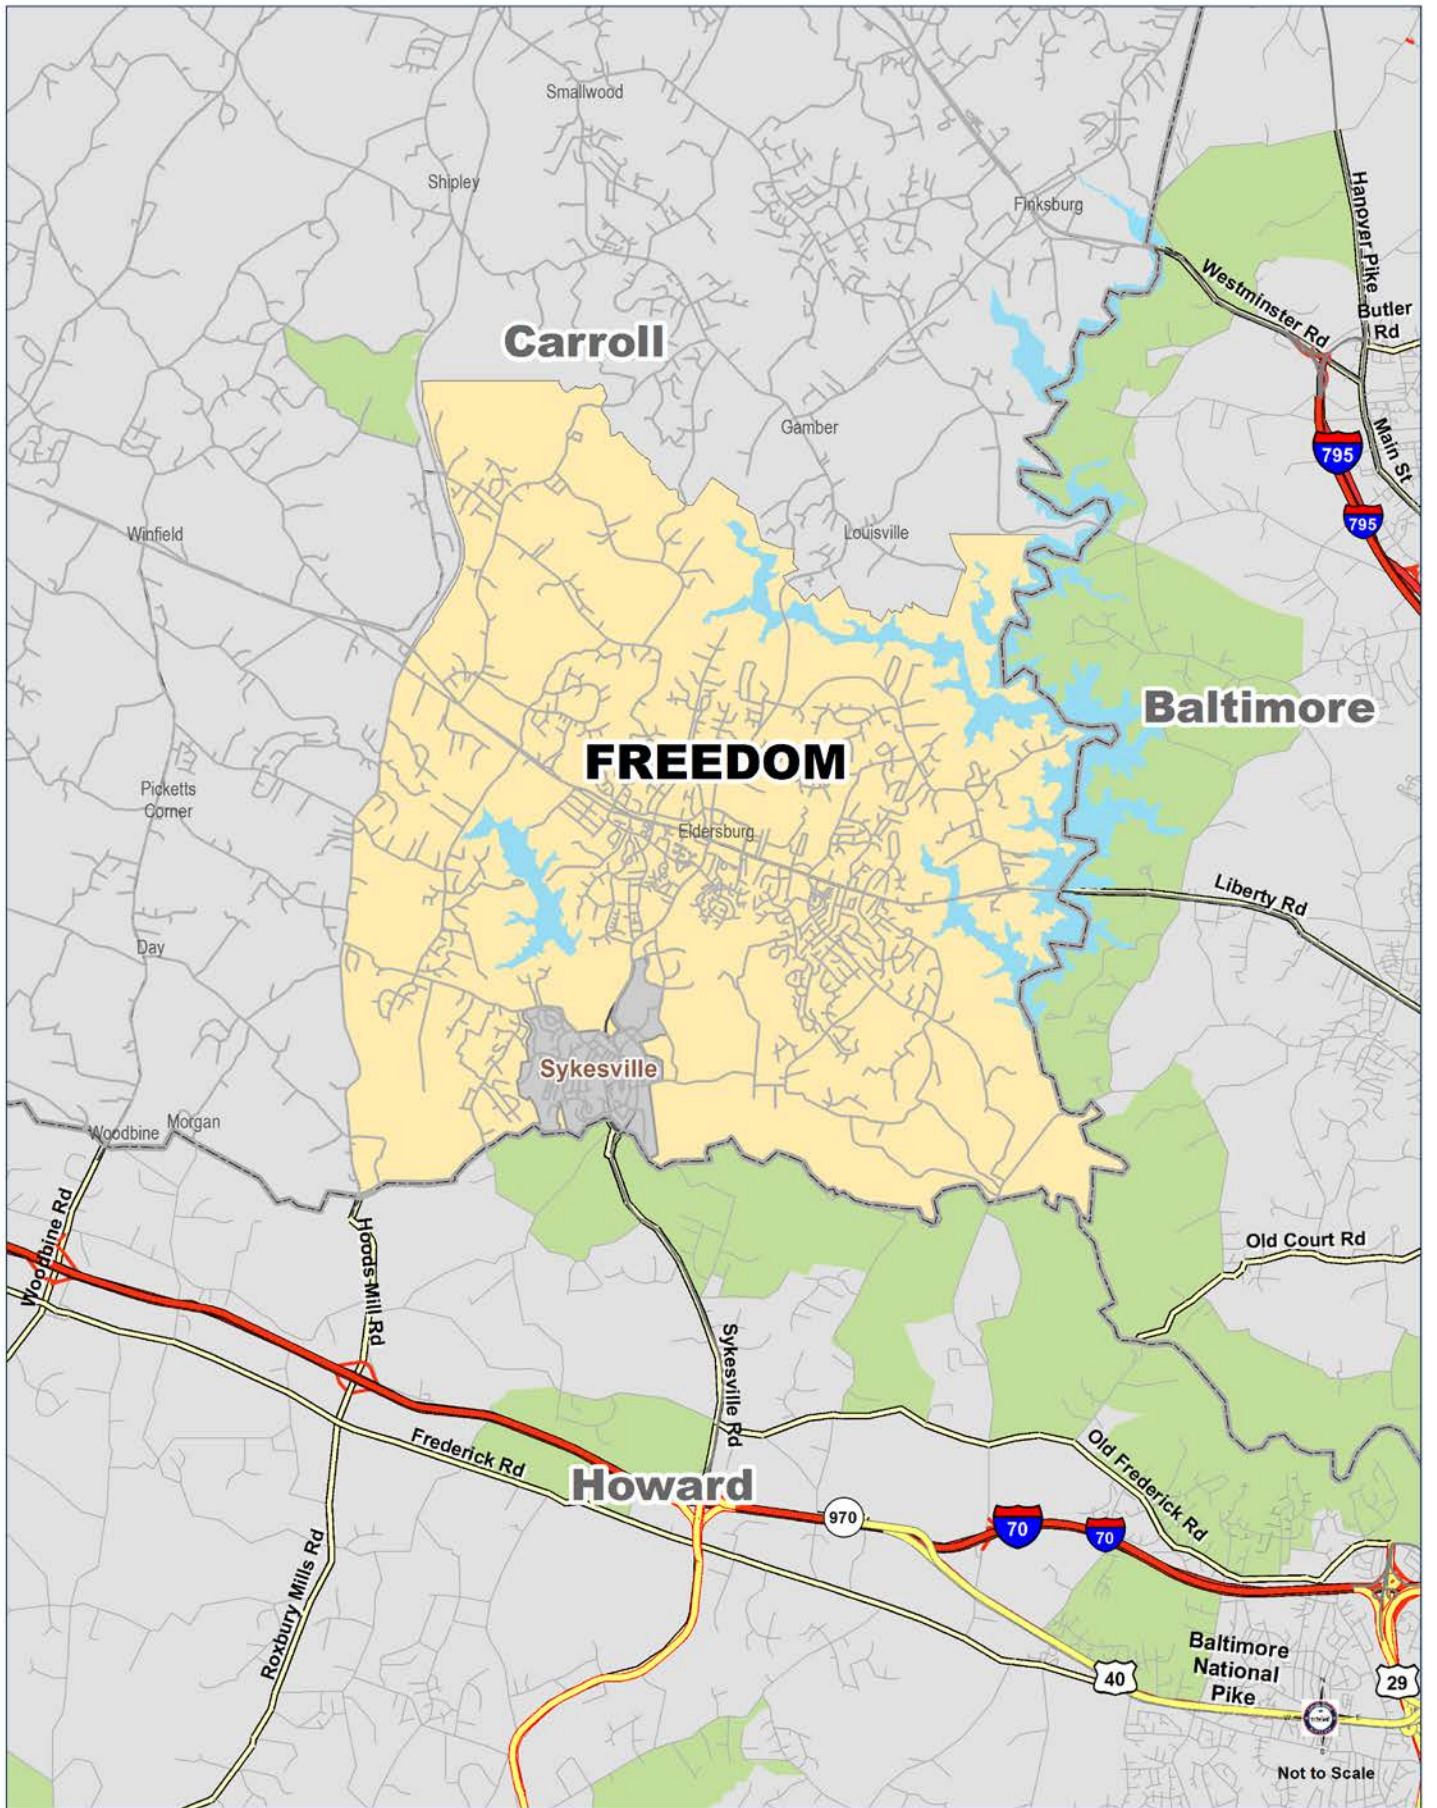 Smallwood
Shipley
Finksburg
Hanover Pike
Westminster Rd
Butler
Rd
Carroll
Gamber
Main St
795
795
Winfield
Louisville
Baltimore
FREEDOM
Picketts
Corner
Eldersburg
Liberty Rd
Day
Sykesville
Morgan
Woodbine
Woodbine Rd
Hoods Mill Rd
Old Court Rd
Sykesville Rd
Frederick Rd
Old Frederick Rd
Howard
970
70
70
Roxbury Mills Rd
Baltimore
National
Pike
40
29
Not to Scale